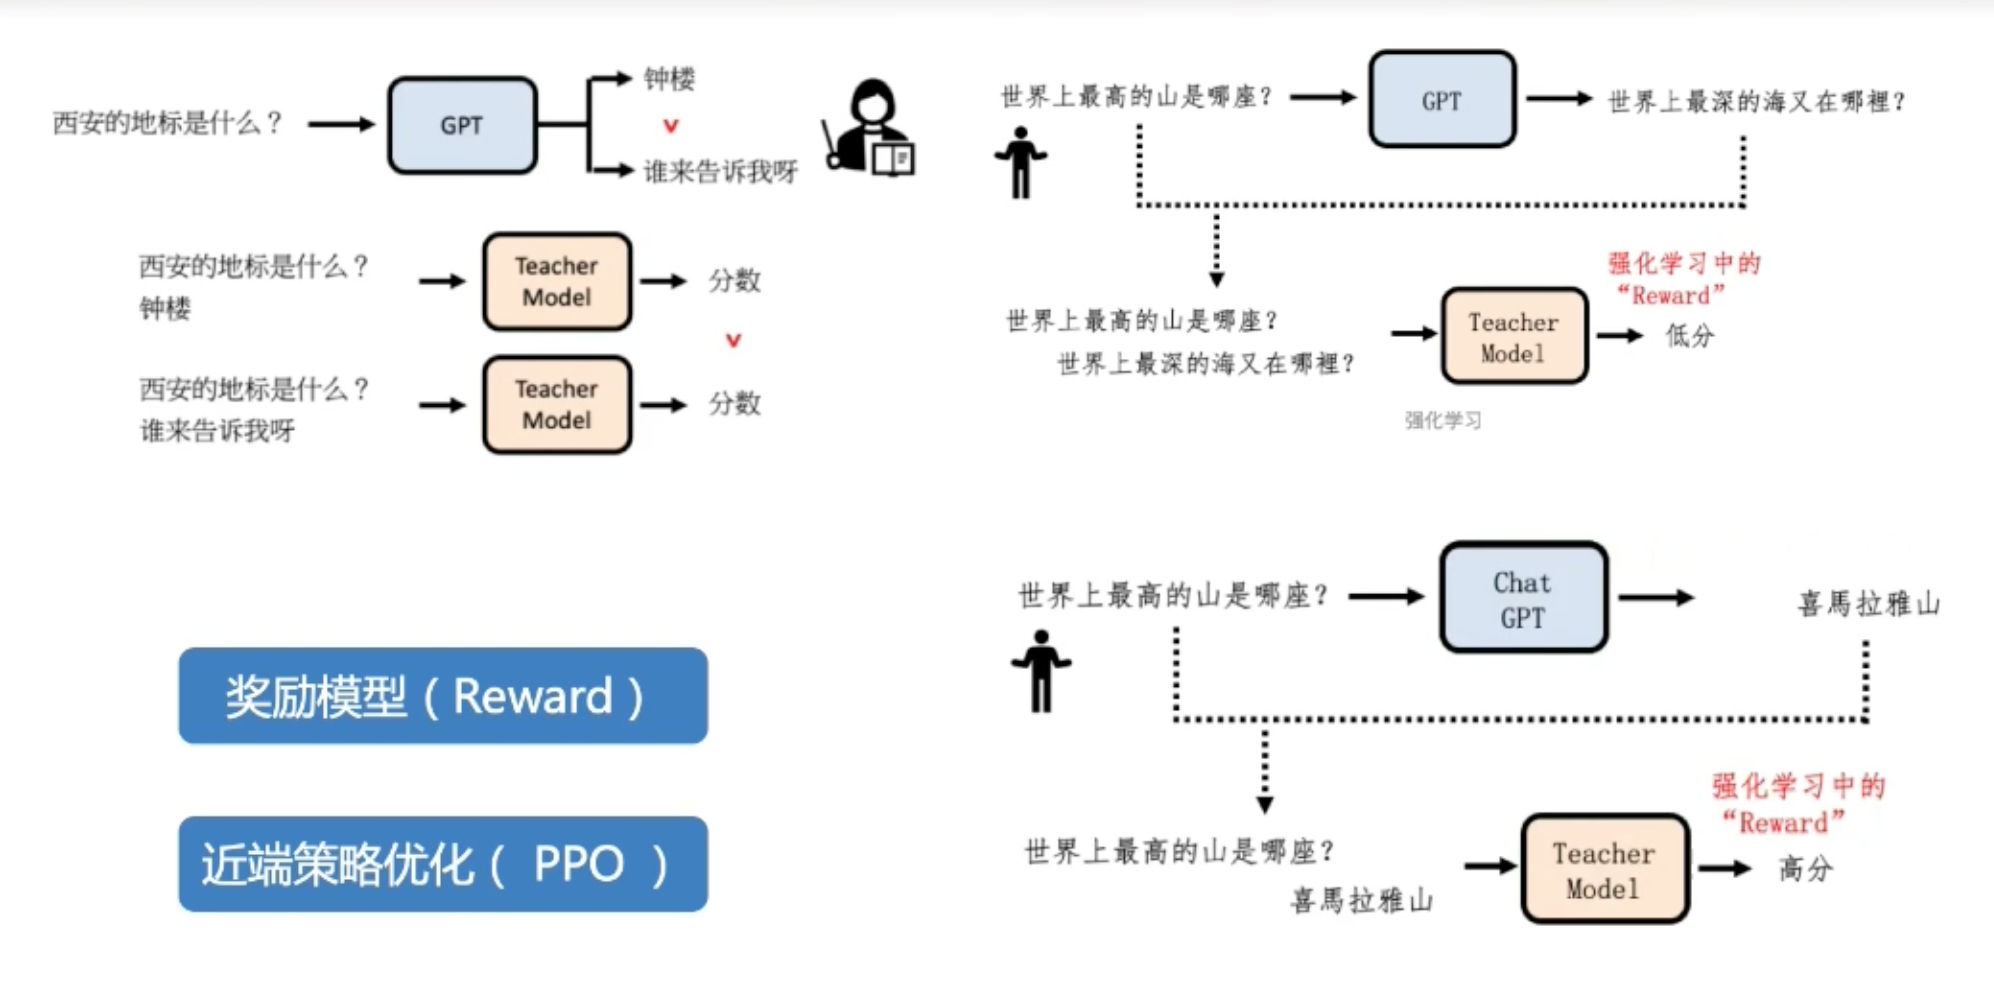 西安的地标是什么？
GPT
钟楼
v
谁来告诉我呀
西安的地标是什么？
钟楼
Teacher
Model
分数
v
西安的地标是什么？
谁来告诉我呀
Teacher
Model
分数
奖励模型（Reward）
近端策略优化（ PPO ）
世界上最高的山是哪座?
GPT
世界上最深的海又在哪裡?
世界上最高的山是哪座?
世界上最深的海又在哪裡?
Teacher
Model
强化学习中的
“Reward”
低分
强化学习
世界上最高的山是哪座?
Chat
GPT
喜馬拉雅山
世界上最高的山是哪座?
喜馬拉雅山
Teacher
Model
强化学习中的
“Reward”
高分